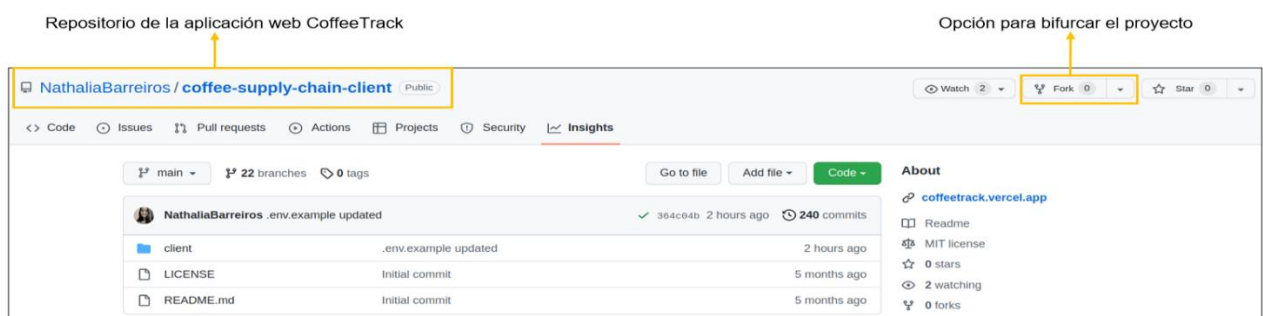 Repositorio de la aplicación web CoffeeTrack
Opción para bifurcar el proyecto
NathaliaBarreiros / coffee-supply-chain-client Public
Watch 2
Fork 0
Star 0
<> Code
Issues
Pull requests
Actions
Projects
Security
Insights
main
22 branches
0 tags
Go to file
Add file
Code
About
coffeetrack.vercel.app
NathaliaBarreiros .env.example updated
364c04b 2 hours ago
240 commits
Readme
client .env.example updated 2 hours ago
MIT license
0 stars
LICENSE Initial commit 5 months ago
2 watching
README.md Initial commit 5 months ago
0 forks